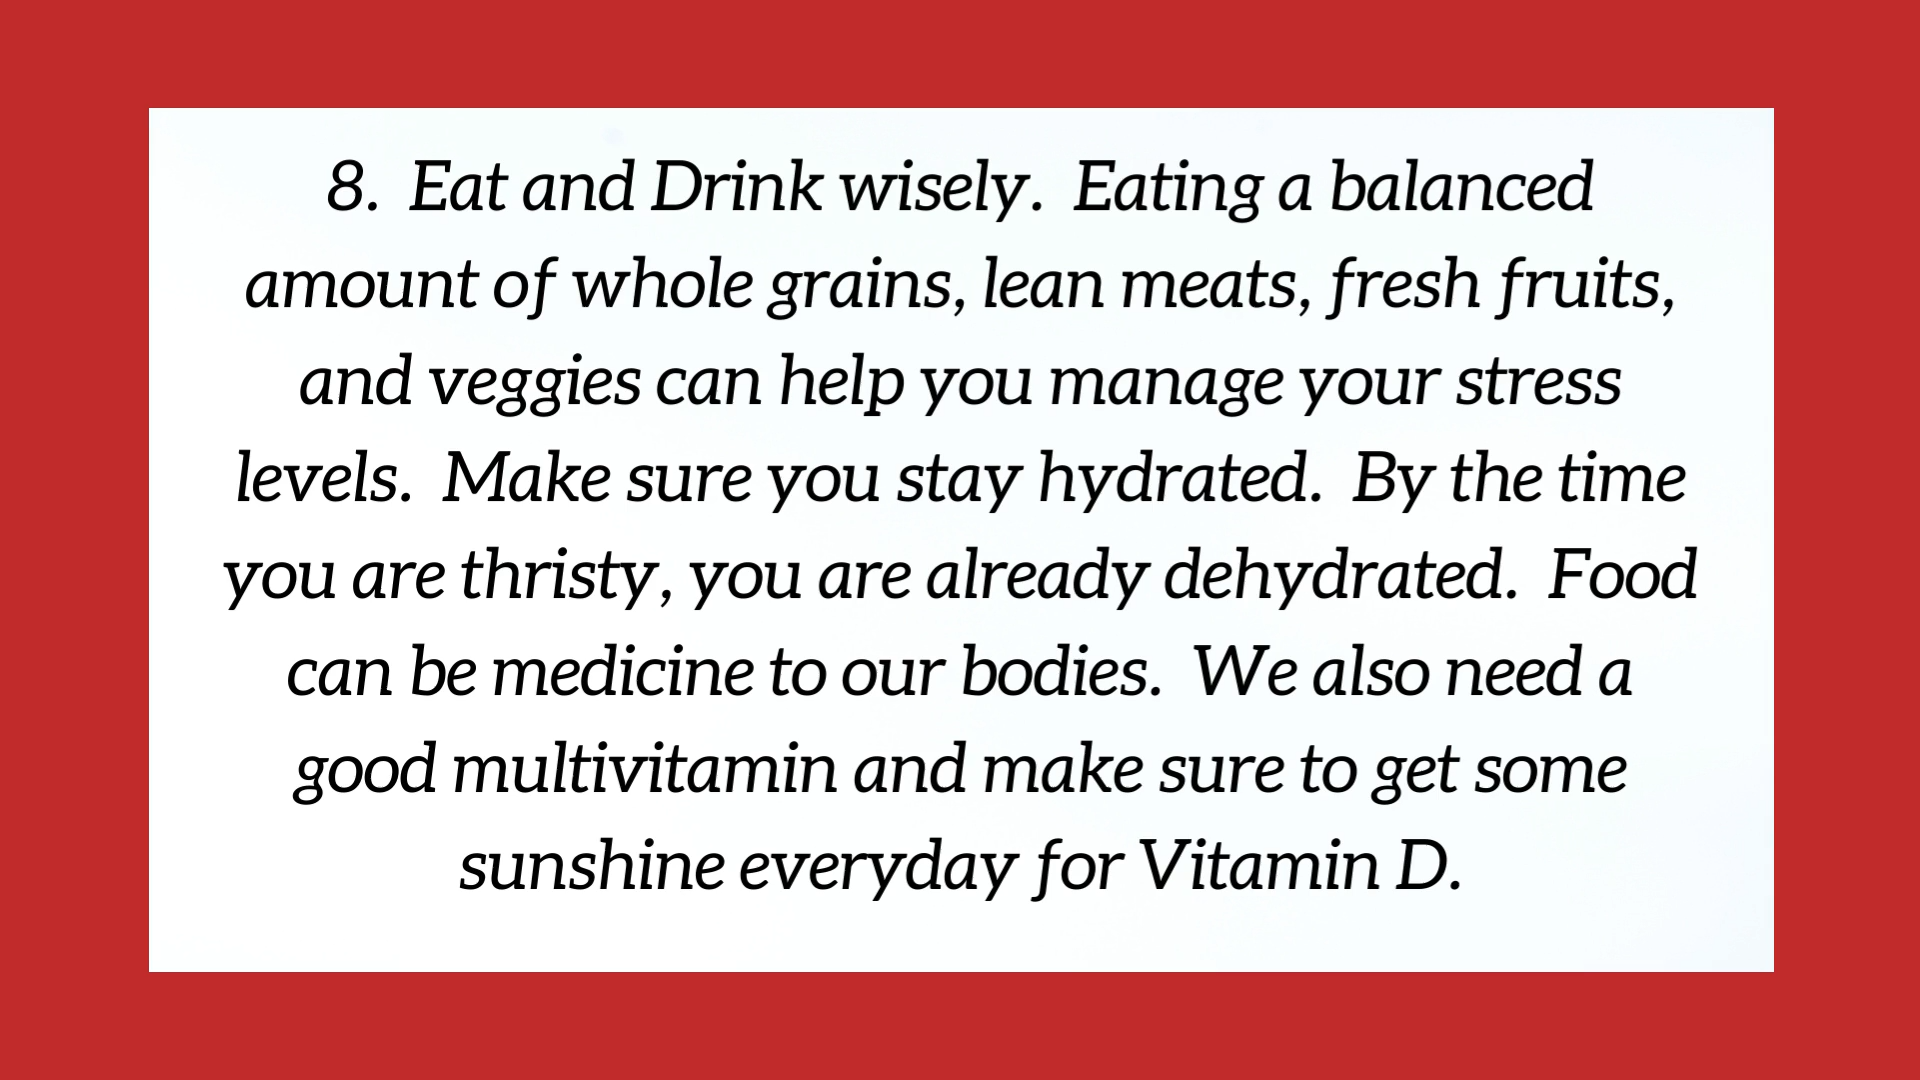 8.  Eat and Drink wisely.  Eating a balanced
amount of whole grains, lean meats, fresh fruits,
and veggies can help you manage your stress
levels.  Make sure you stay hydrated.  By the time
you are thristy, you are already dehydrated.  Food
can be medicine to our bodies.  We also need a
good multivitamin and make sure to get some
sunshine everyday for Vitamin D.